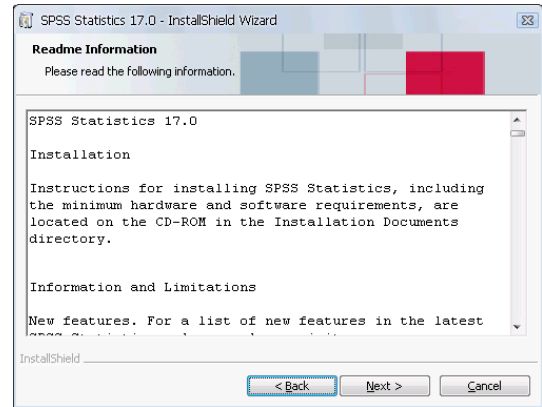 SPSS Statistics 17.0 - InstallShield Wizard
Readme Information
Please read the following information.
SPSS Statistics 17.0
Installation
Instructions for installing SPSS Statistics, including
the minimum hardware and software requirements, are
located on the CD-ROM in the Installation Documents
directory.
Information and Limitations
New features. For a list of new features in the latest
InstallShield
< Back
Next >
Cancel